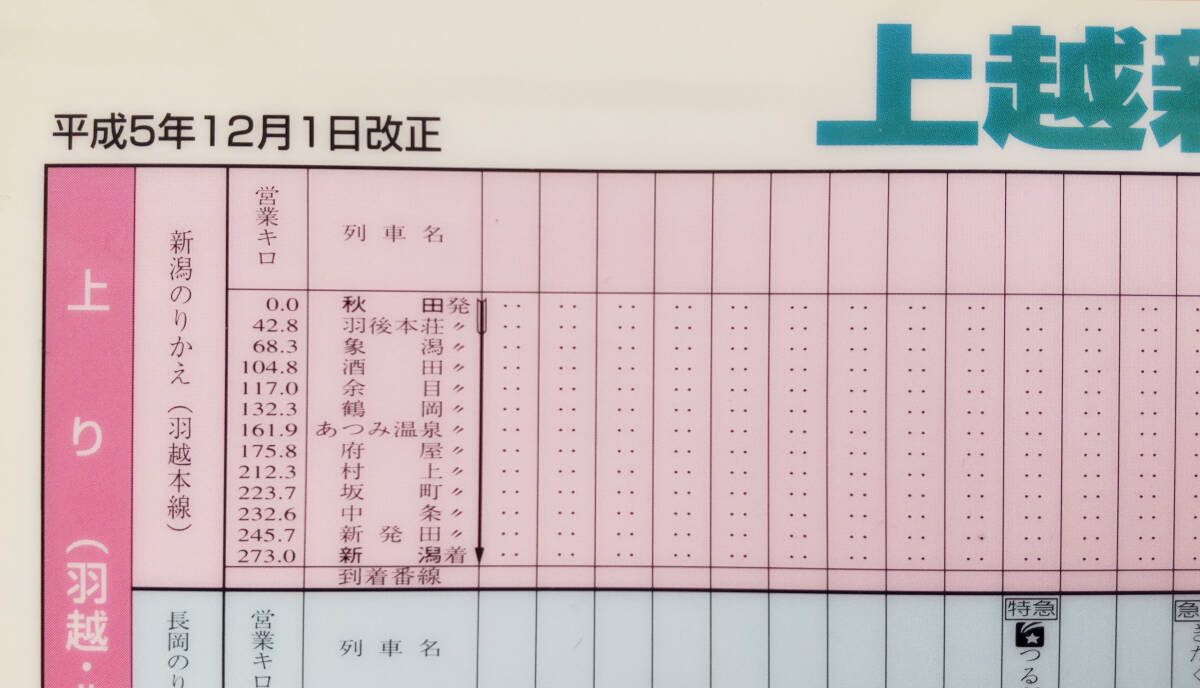 上越新
平成5年12月1日改正
上り（羽越・
新潟のりかえ（羽越本線）
営業キロ
列車名
0.0 秋田発
42.8 羽後本荘〃
68.3 象潟〃
104.8 酒田〃
117.0 余目〃
132.3 鶴岡〃
161.9 あつみ温泉〃
175.8 府屋〃
212.3 村上〃
223.7 坂町〃
232.6 中条〃
245.7 新発田〃
273.0 新潟着
到着番線
長岡のり
営業キロ
列車名
特急
つる
急
きたぐ